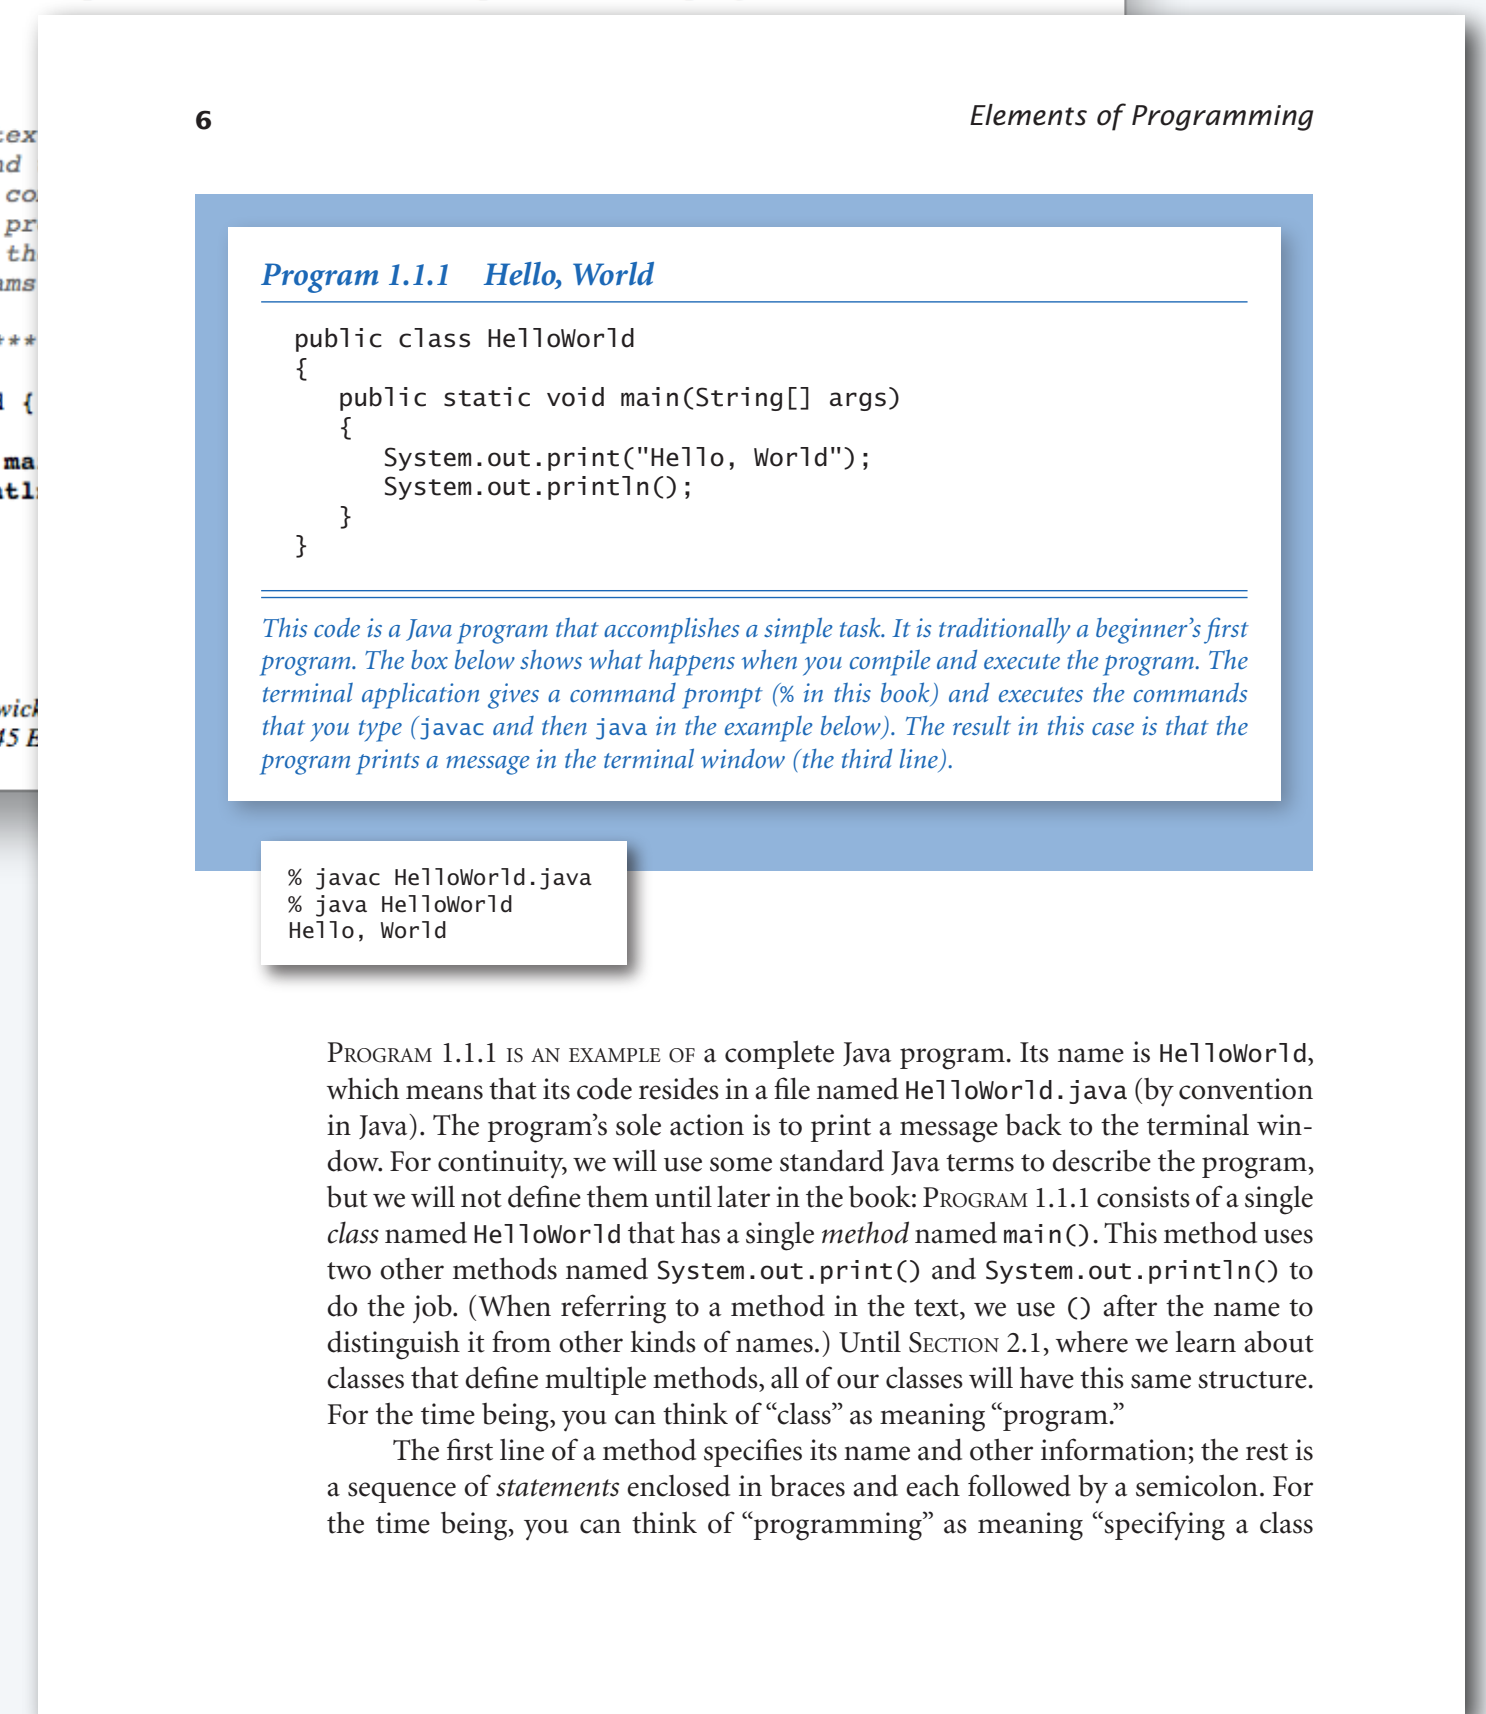 6
Elements of Programming
Program 1.1.1 Hello, World
public class HelloWorld
{
   public static void main(String[] args)
   {
      System.out.print("Hello, World");
      System.out.println();
   }
}
This code is a Java program that accomplishes a simple task. It is traditionally a beginner’s first
program. The box below shows what happens when you compile and execute the program. The
terminal application gives a command prompt (% in this book) and executes the commands
that you type (javac and then java in the example below). The result in this case is that the
program prints a message in the terminal window (the third line).
% javac HelloWorld.java
% java HelloWorld
Hello, World
PROGRAM 1.1.1 IS AN EXAMPLE OF a complete Java program. Its name is HelloWorld,
which means that its code resides in a file named HelloWorld.java (by convention
in Java). The program’s sole action is to print a message back to the terminal win-
dow. For continuity, we will use some standard Java terms to describe the program,
but we will not define them until later in the book: PROGRAM 1.1.1 consists of a single
class named HelloWorld that has a single method named main(). This method uses
two other methods named System.out.print() and System.out.println() to
do the job. (When referring to a method in the text, we use () after the name to
distinguish it from other kinds of names.) Until SECTION 2.1, where we learn about
classes that define multiple methods, all of our classes will have this same structure.
For the time being, you can think of “class” as meaning “program.”
The first line of a method specifies its name and other information; the rest is
a sequence of statements enclosed in braces and each followed by a semicolon. For
the time being, you can think of “programming” as meaning “specifying a class